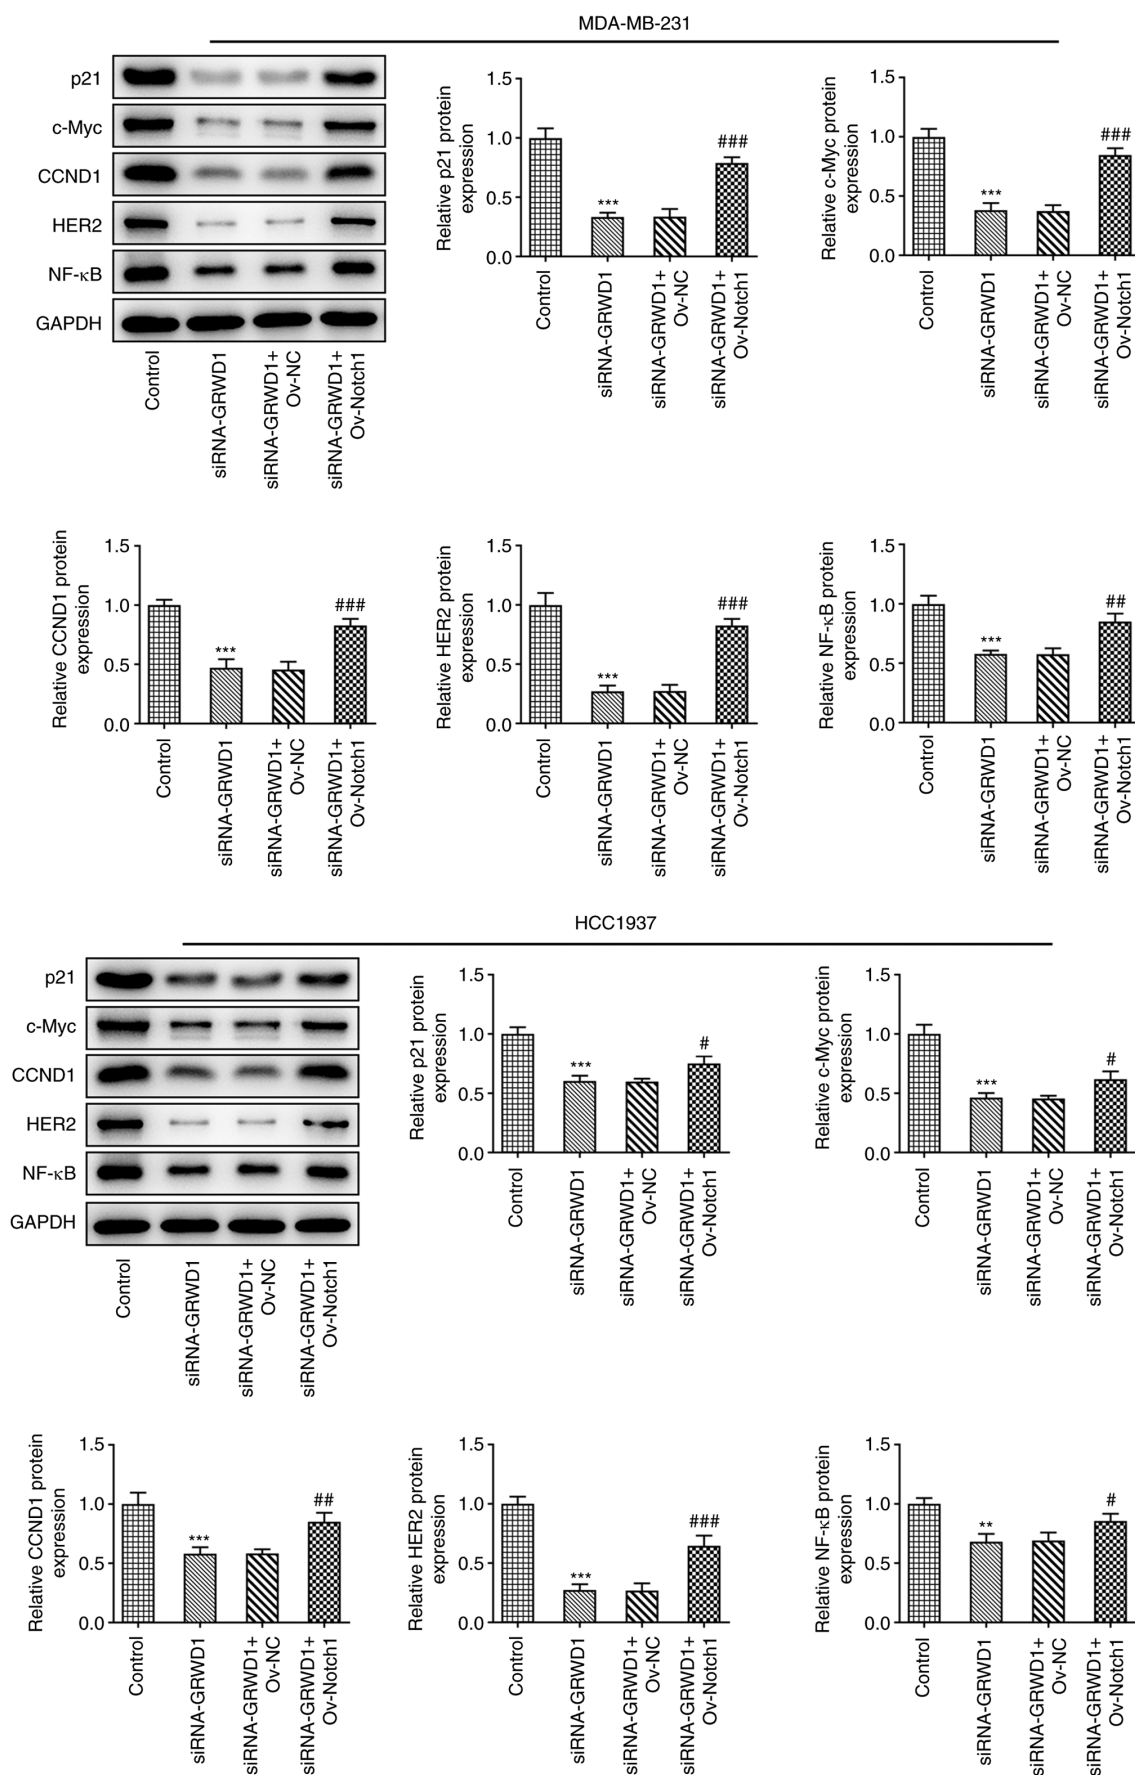 MDA-MB-231
p21
c-Myc
CCND1
HER2
NF-κB
GAPDH
Control
siRNA-GRWD1
siRNA-GRWD1+
Ov-NC
siRNA-GRWD1+
Ov-Notch1
Relative p21 protein
expression
1.5
1.0
0.5
0.0
***
###
Control
siRNA-GRWD1
siRNA-GRWD1+
Ov-NC
siRNA-GRWD1+
Ov-Notch1
Relative c-Myc protein
expression
1.5
1.0
0.5
0.0
***
###
Control
siRNA-GRWD1
siRNA-GRWD1+
Ov-NC
siRNA-GRWD1+
Ov-Notch1
Relative CCND1 protein
expression
1.5
1.0
0.5
0.0
***
###
Control
siRNA-GRWD1
siRNA-GRWD1+
Ov-NC
siRNA-GRWD1+
Ov-Notch1
Relative HER2 protein
expression
1.5
1.0
0.5
0.0
***
###
Control
siRNA-GRWD1
siRNA-GRWD1+
Ov-NC
siRNA-GRWD1+
Ov-Notch1
Relative NF-κB protein
expression
1.5
1.0
0.5
0.0
***
##
Control
siRNA-GRWD1
siRNA-GRWD1+
Ov-NC
siRNA-GRWD1+
Ov-Notch1
HCC1937
p21
c-Myc
CCND1
HER2
NF-κB
GAPDH
Control
siRNA-GRWD1
siRNA-GRWD1+
Ov-NC
siRNA-GRWD1+
Ov-Notch1
Relative p21 protein
expression
1.5
1.0
0.5
0.0
***
#
Control
siRNA-GRWD1
siRNA-GRWD1+
Ov-NC
siRNA-GRWD1+
Ov-Notch1
Relative c-Myc protein
expression
1.5
1.0
0.5
0.0
***
#
Control
siRNA-GRWD1
siRNA-GRWD1+
Ov-NC
siRNA-GRWD1+
Ov-Notch1
Relative CCND1 protein
expression
1.5
1.0
0.5
0.0
***
##
Control
siRNA-GRWD1
siRNA-GRWD1+
Ov-NC
siRNA-GRWD1+
Ov-Notch1
Relative HER2 protein
expression
1.5
1.0
0.5
0.0
***
###
Control
siRNA-GRWD1
siRNA-GRWD1+
Ov-NC
siRNA-GRWD1+
Ov-Notch1
Relative NF-κB protein
expression
1.5
1.0
0.5
0.0
**
#
Control
siRNA-GRWD1
siRNA-GRWD1+
Ov-NC
siRNA-GRWD1+
Ov-Notch1